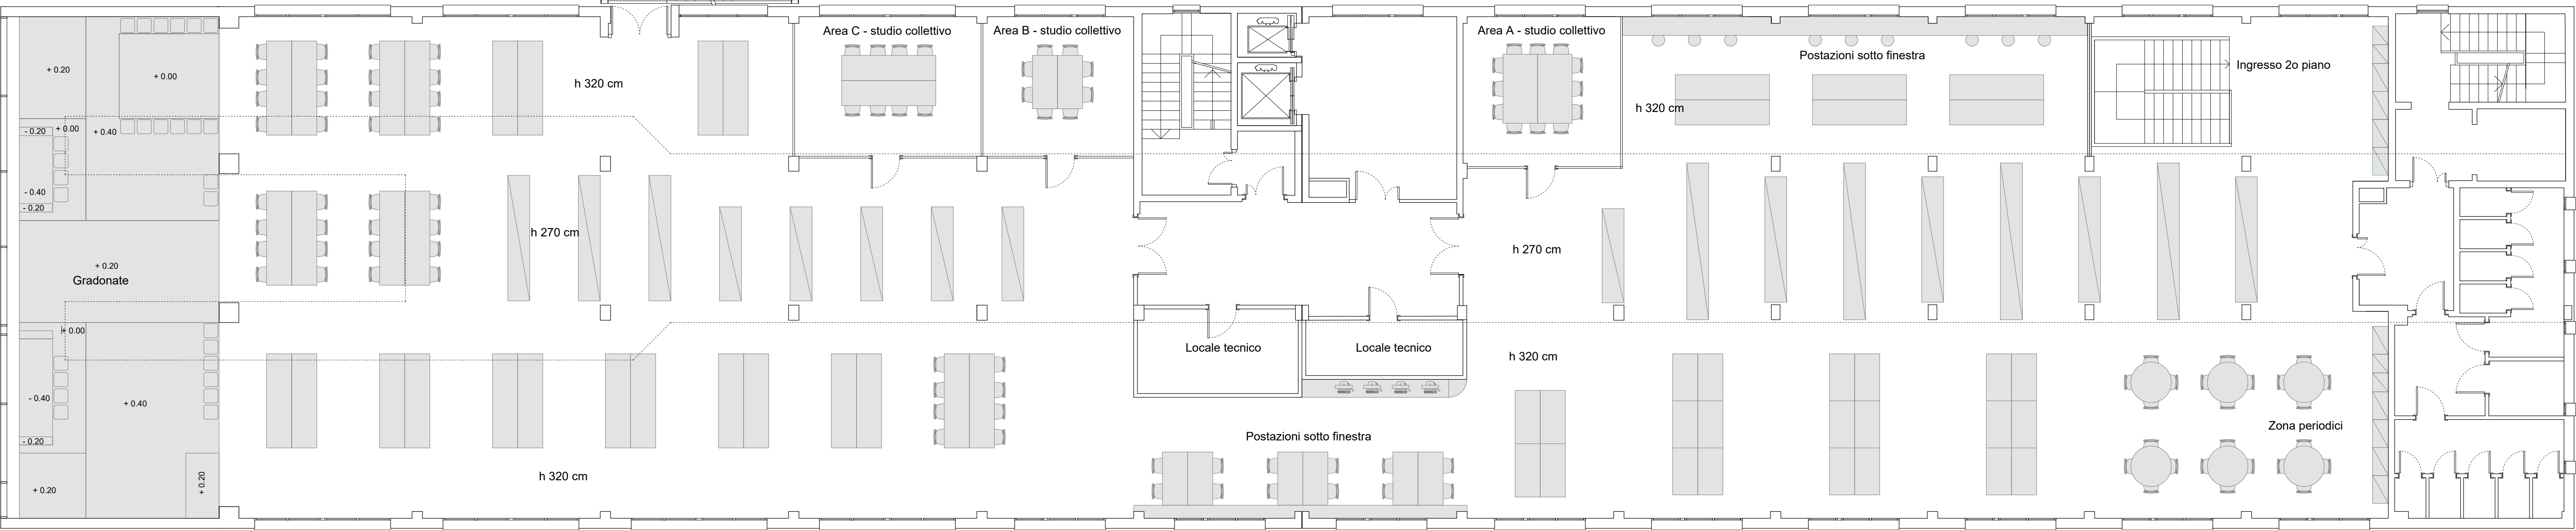 Area C - studio collettivo
Area B - studio collettivo
Area A - studio collettivo
Postazioni sotto finestra
Ingresso 2o piano
+ 0.20
+ 0.00
h 320 cm
h 320 cm
- 0.20
+ 0.00
+ 0.40
- 0.40
- 0.20
h 270 cm
h 270 cm
+ 0.20
Gradonate
+ 0.00
Locale tecnico
Locale tecnico
h 320 cm
- 0.40
+ 0.40
- 0.20
Postazioni sotto finestra
Zona periodici
h 320 cm
+ 0.20
+ 0.20